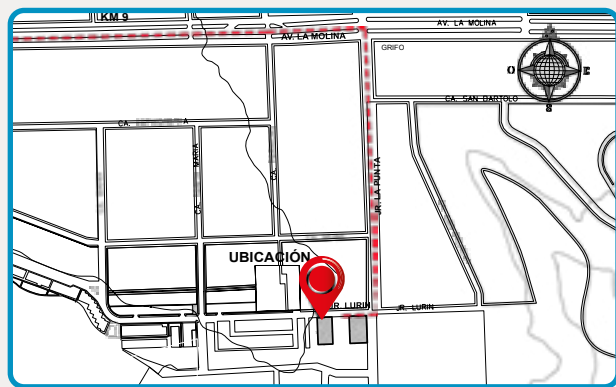 KM 9
AV. LA MOLINA
AV. LA MOLINA
GRIFO
N
O
E
S
CA. SAN BARTOLO
CA.
CA. MARIA
CA.
JR. LA PUNTA
UBICACIÓN
JR. LURIN
JR. LURIN